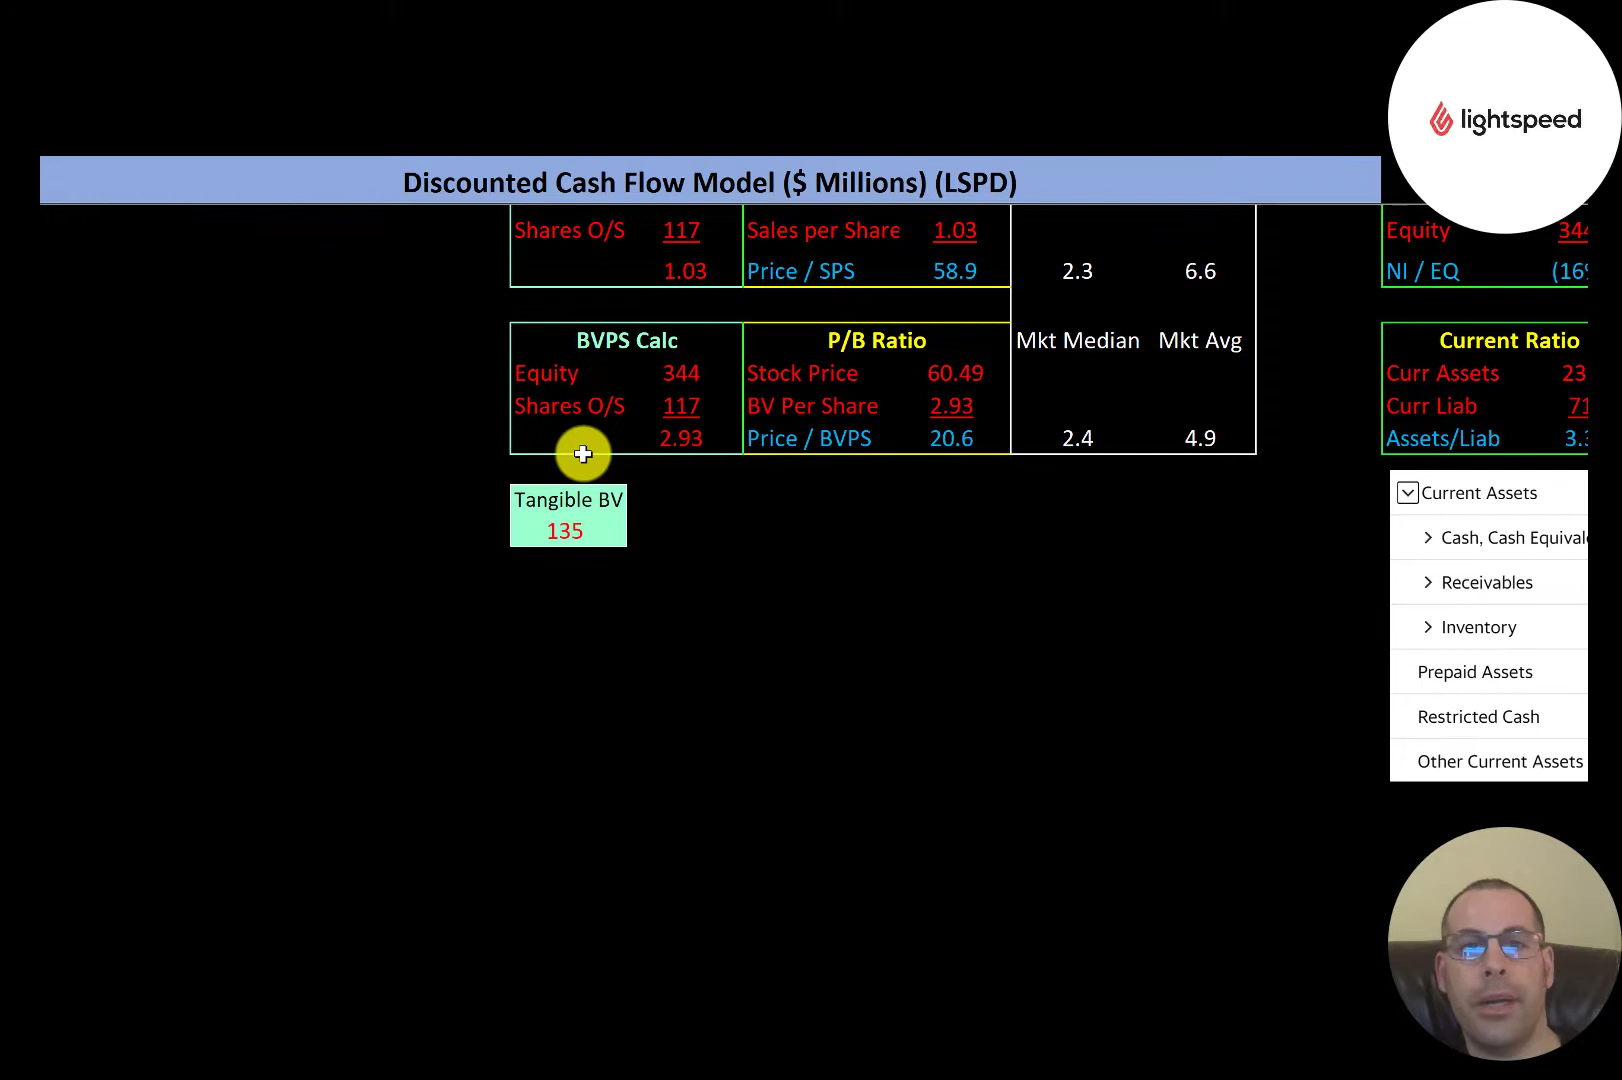 lightspeed
Discounted Cash Flow Model ($ Millions) (LSPD)
Shares O/S 117 Sales per Share 1.03 Equity
1.03 Price / SPS 58.9 2.3 6.6 NI / EQ
BVPS Calc P/B Ratio Mkt Median Mkt Avg Current Ratio
Equity 344 Stock Price 60.49 Curr Assets
Shares O/S 117 BV Per Share 2.93 Curr Liab
2.93 Price / BVPS 20.6 2.4 4.9 Assets/Liab
Tangible BV
135
Current Assets
Cash, Cash
Receivables
Inventory
Prepaid Assets
Restricted Cash
Other Current Assets